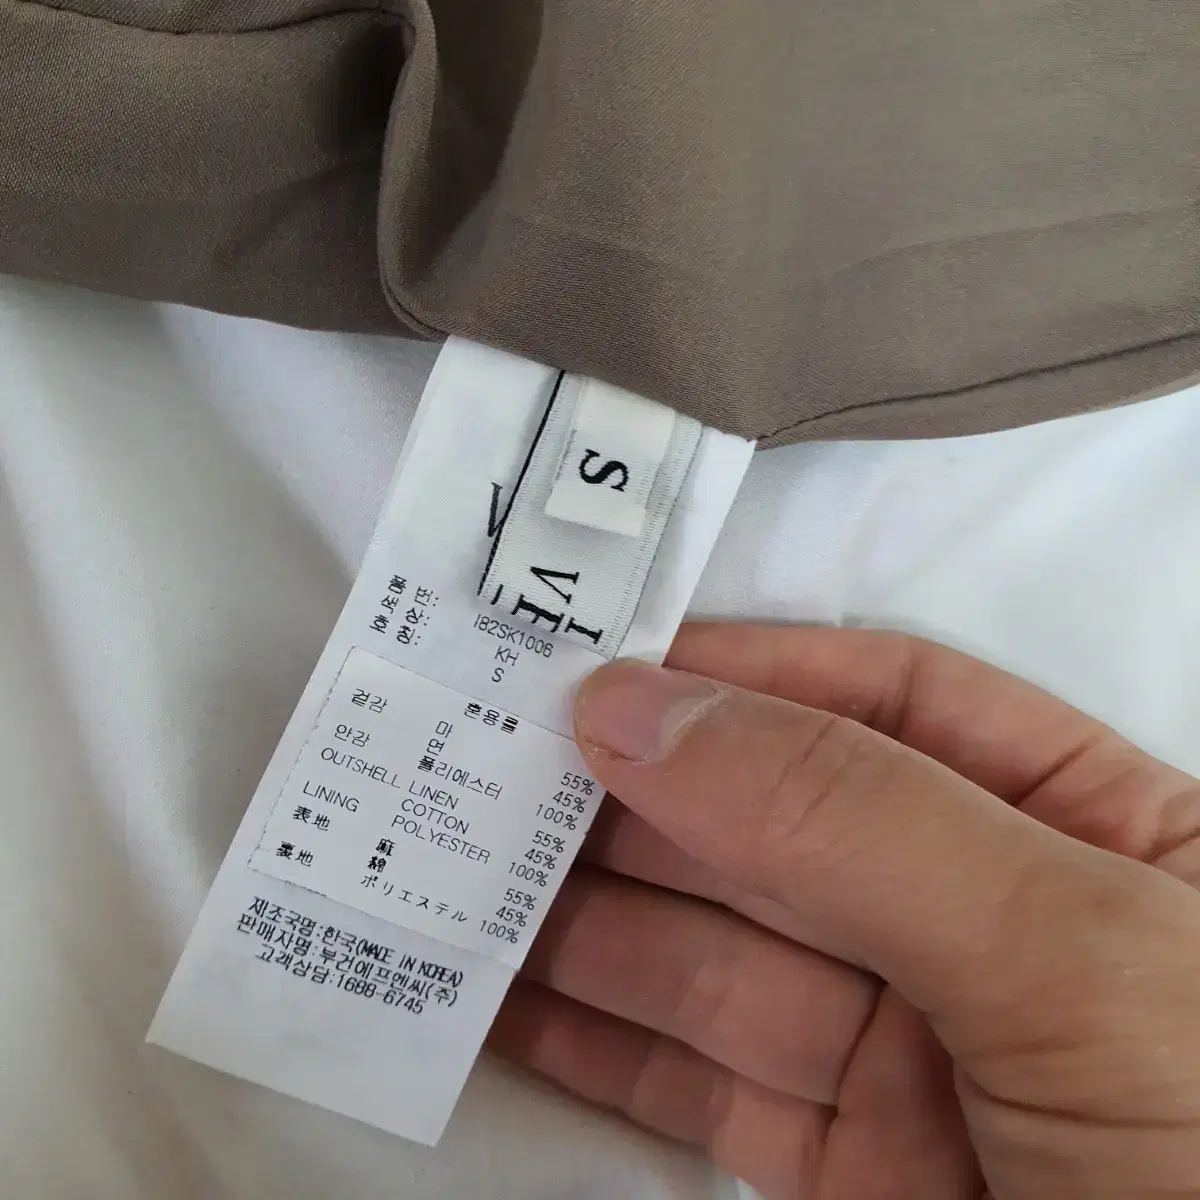 S
품 번: I82SK1006
색 상: KH
호 칭: S
혼용률
겉감 마 55%
면 45%
안감 폴리에스터 100%
OUTSHELL LINEN 55%
COTTON 45%
LINING POLYESTER 100%
表地 麻 55%
綿 45%
裏地 ポリエステル 100%
제조국명:한국(MADE IN KOREA)
판매자명:부건에프엔씨(주)
고객상담:1688-6745